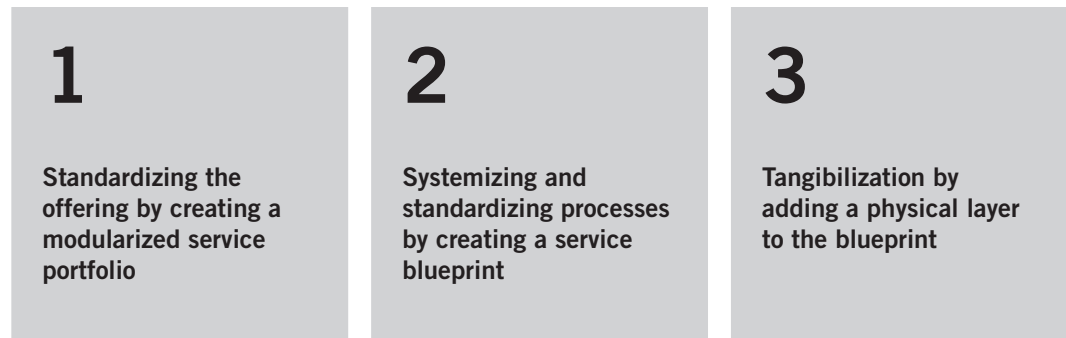 1
Standardizing the
offering by creating a
modularized service
portfolio
2
Systemizing and
standardizing processes
by creating a service
blueprint
3
Tangibilization by
adding a physical layer
to the blueprint